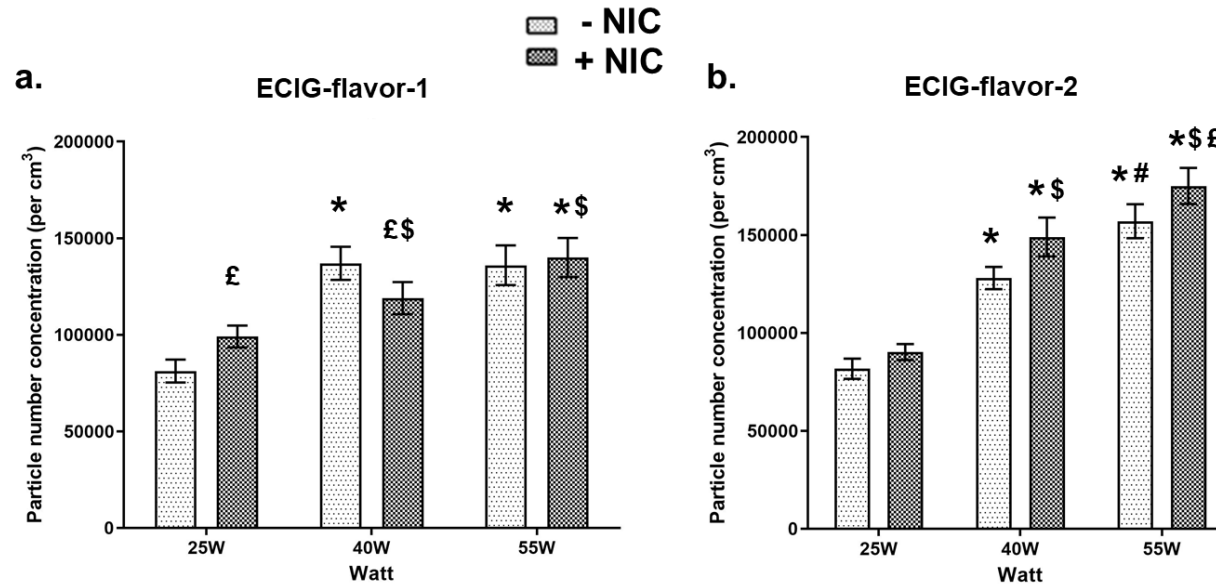 - NIC
+ NIC
a.
ECIG-flavor-1
Particle number concentration (per cm³)
200000
150000
100000
50000
0
£
*
£$
*
*$
25W
40W
55W
Watt
b.
ECIG-flavor-2
Particle number concentration (per cm³)
200000
150000
100000
50000
0
*
*$
*#
*$£
25W
40W
55W
Watt